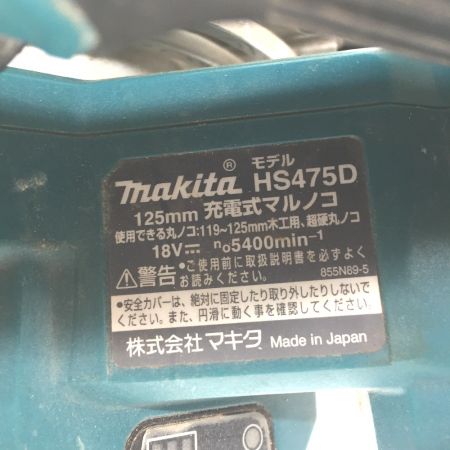 ® モデル
makita HS475D
125mm 充電式マルノコ
使用できる丸ノコ:119~125mm木工用、超硬丸ノコ
18V⎓ n₀5400min⁻¹
⚠警告 •ご使用前に取扱説明書を必ずよく
お読みください。 855N89-5
•安全カバーは、絶対に固定したり取り外したりしないで
ください。また、円滑に動く事を確認してください。
株式会社マキタ Made in Japan